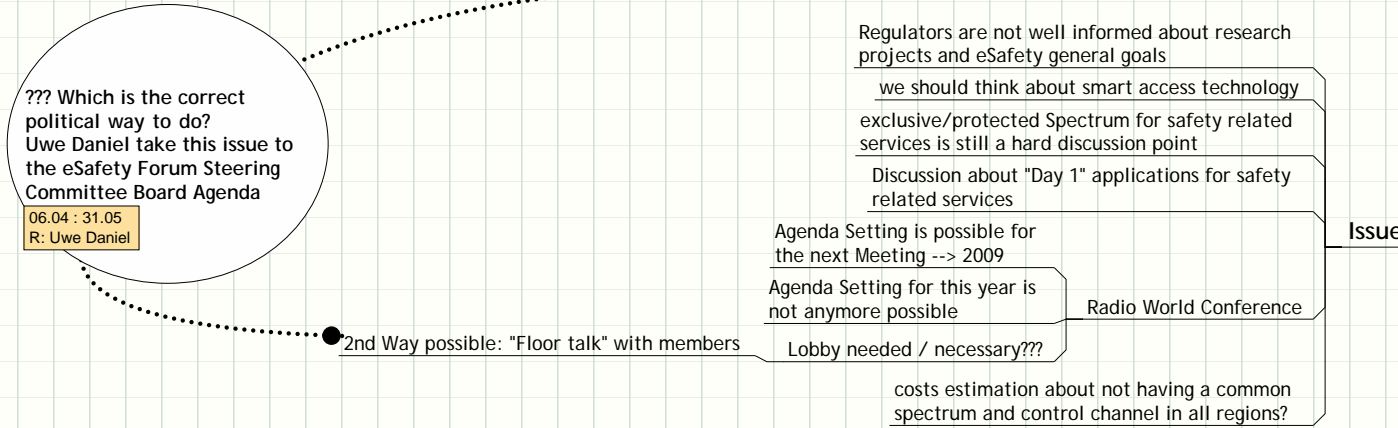 ??? Which is the correct
political way to do?
Uwe Daniel take this issue to
the eSafety Forum Steering
Committee Board Agenda
06.04 : 31.05
R: Uwe Daniel
2nd Way possible: "Floor talk" with members
Regulators are not well informed about research
projects and eSafety general goals
we should think about smart access technology
exclusive/protected Spectrum for safety related
services is still a hard discussion point
Discussion about "Day 1" applications for safety
related services
Agenda Setting is possible for
the next Meeting --> 2009
Agenda Setting for this year is
not anymore possible
Lobby needed / necessary???
Radio World Conference
costs estimation about not having a common
spectrum and control channel in all regions?
Issue